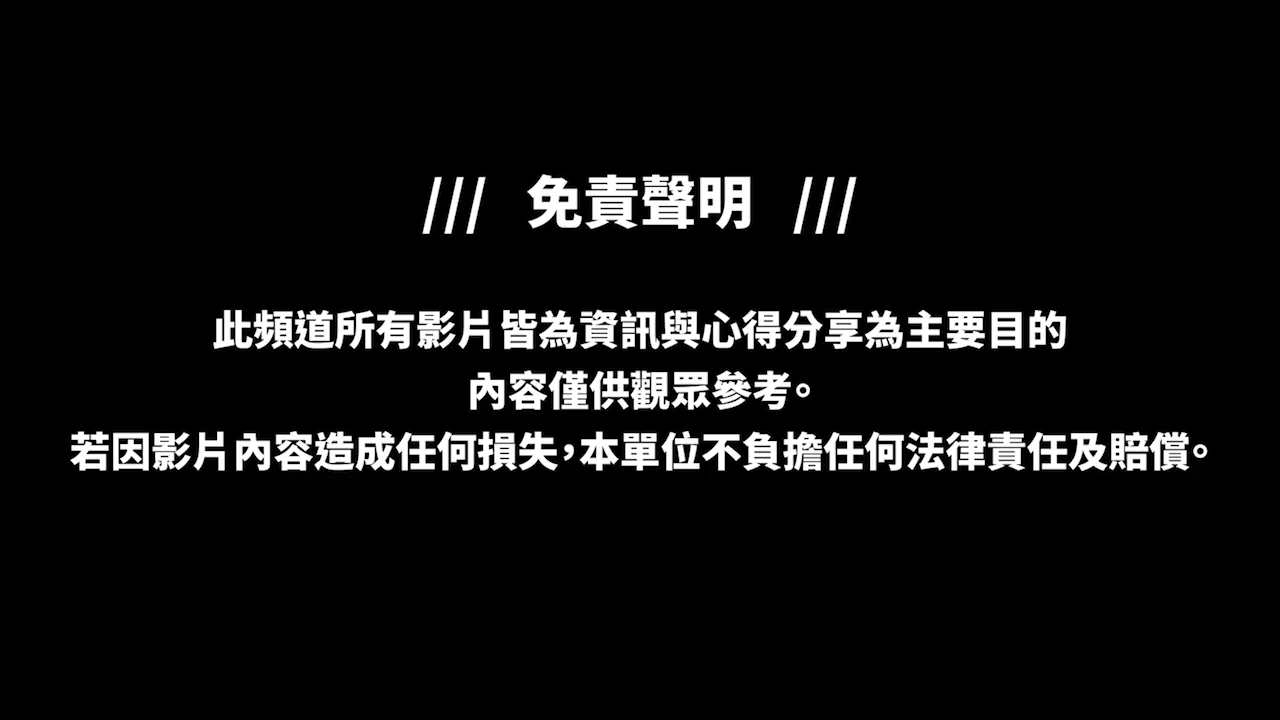 /// 免責聲明 ///
此頻道所有影片皆為資訊與心得分享為主要目的
內容僅供觀眾參考。
若因影片內容造成任何損失,本單位不負擔任何法律責任及賠償。